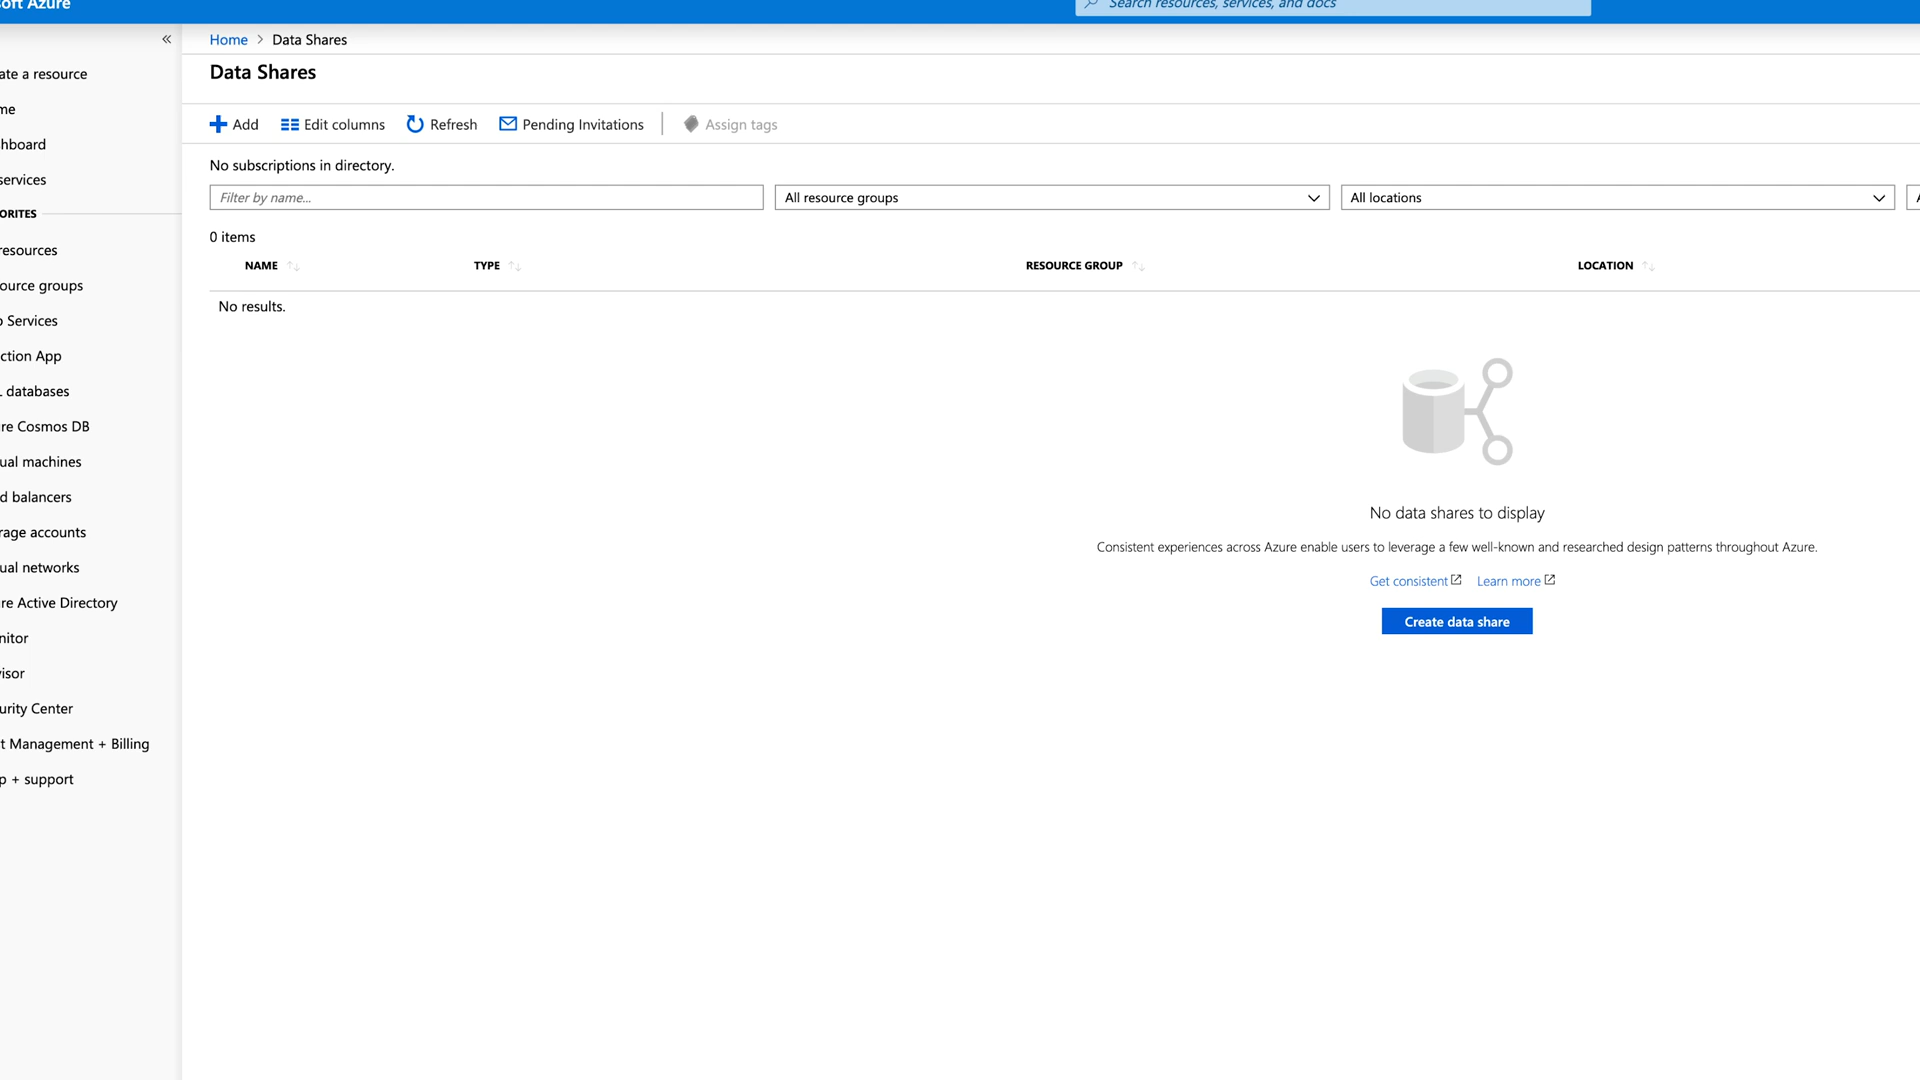 oft Azure
Search resources, services, and docs
«
Home > Data Shares
Data Shares
Add
Edit columns
Refresh
Pending Invitations
Assign tags
No subscriptions in directory.
Filter by name...
All resource groups
All locations
0 items
NAME
TYPE
RESOURCE GROUP
LOCATION
No results.
No data shares to display
Consistent experiences across Azure enable users to leverage a few well-known and researched design patterns throughout Azure.
Get consistent
Learn more
Create data share
ate a resource
me
hboard
services
ORITES
resources
ource groups
p Services
ction App
L databases
re Cosmos DB
ual machines
d balancers
rage accounts
ual networks
re Active Directory
nitor
isor
urity Center
t Management + Billing
p + support